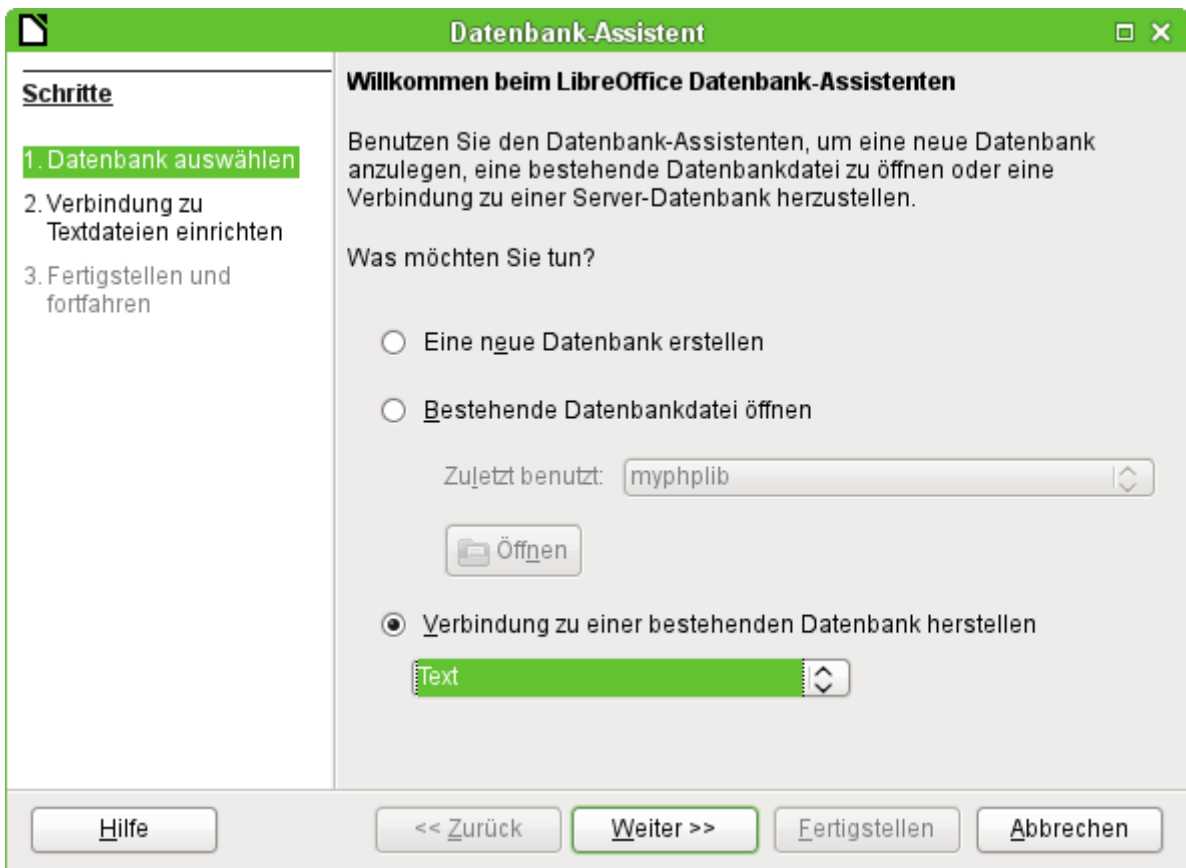 Datenbank-Assistent
Schritte
1. Datenbank auswählen
2. Verbindung zu
Textdateien einrichten
3. Fertigstellen und
fortfahren
Willkommen beim LibreOffice Datenbank-Assistenten
Benutzen Sie den Datenbank-Assistenten, um eine neue Datenbank
anzulegen, eine bestehende Datenbankdatei zu öffnen oder eine
Verbindung zu einer Server-Datenbank herzustellen.
Was möchten Sie tun?
Eine neue Datenbank erstellen
Bestehende Datenbankdatei öffnen
Zuletzt benutzt: myphplib
Öffnen
Verbindung zu einer bestehenden Datenbank herstellen
Text
Hilfe << Zurück Weiter >> Fertigstellen Abbrechen